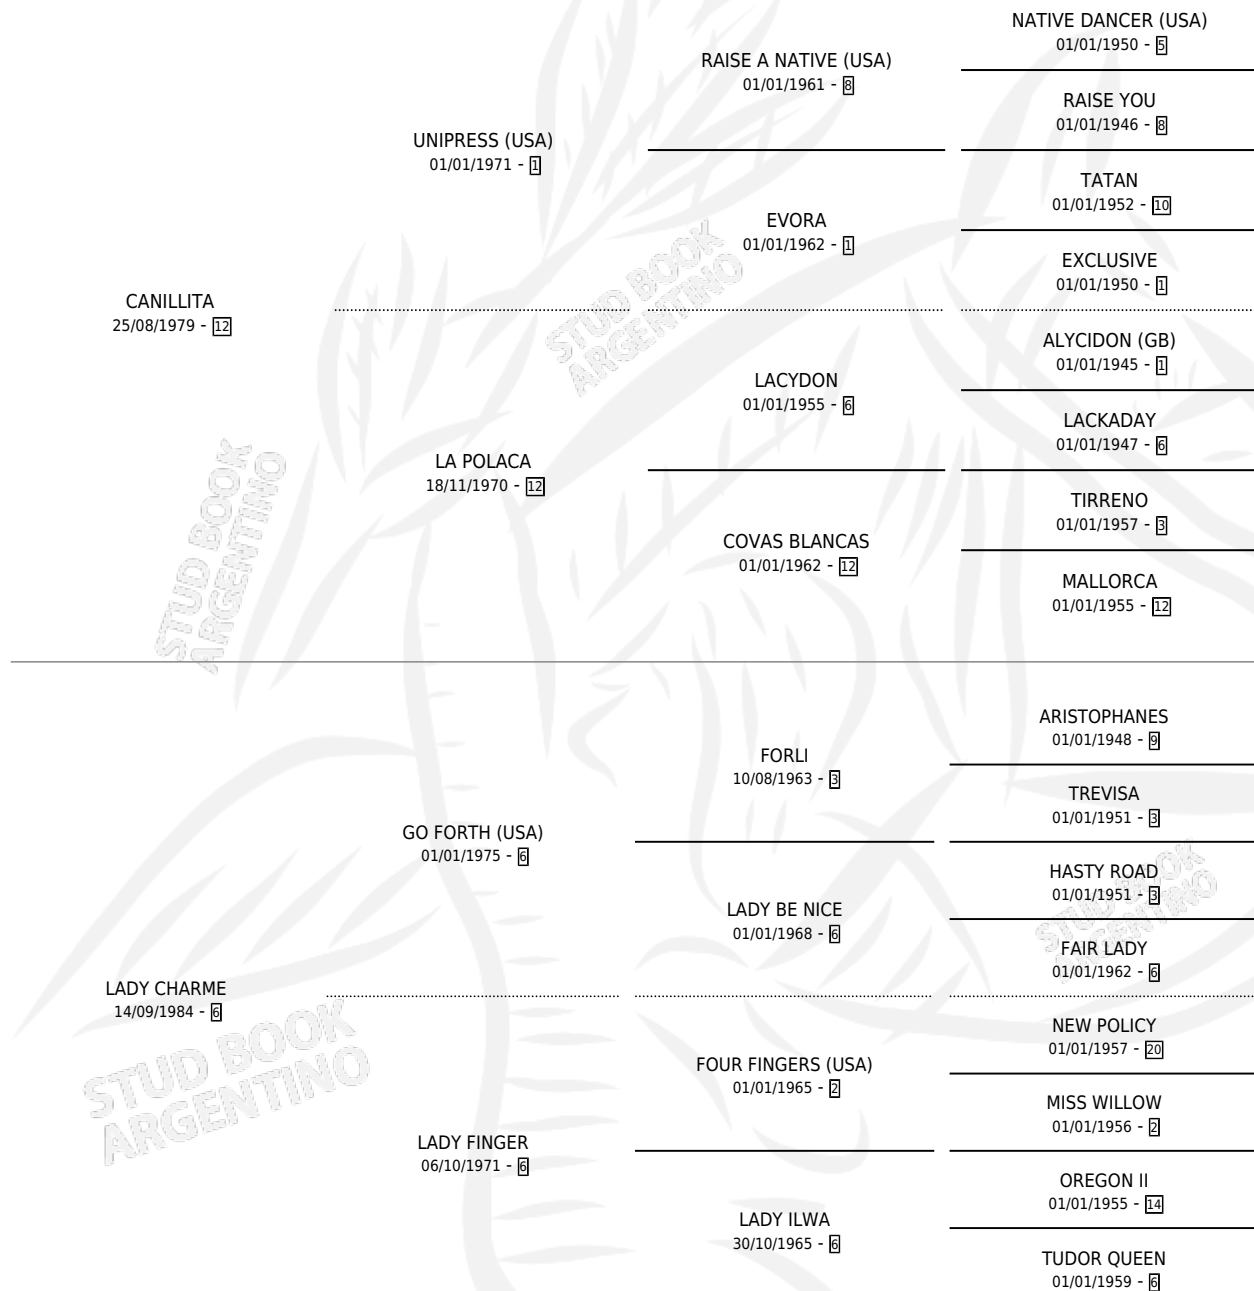 NATIVE DANCER (USA)
01/01/1950 - 5
RAISE A NATIVE (USA)
01/01/1961 - 8
RAISE YOU
01/01/1946 - 8
UNIPRESS (USA)
01/01/1971 - 1
TATAN
01/01/1952 - 10
EVORA
01/01/1962 - 1
EXCLUSIVE
01/01/1950 - 1
CANILLITA
25/08/1979 - 12
STUD BOOK
ARGENTINO
ALYCIDON (GB)
01/01/1945 - 1
LACYDON
01/01/1955 - 6
LACKADAY
01/01/1947 - 6
LA POLACA
18/11/1970 - 12
TIRRENO
01/01/1957 - 3
COVAS BLANCAS
01/01/1962 - 12
MALLORCA
01/01/1955 - 12
STUD BOOK
ARGENTINO
ARISTOPHANES
01/01/1948 - 9
FORLI
10/08/1963 - 3
TREVISA
01/01/1951 - 3
GO FORTH (USA)
01/01/1975 - 6
HASTY ROAD
01/01/1951 - 3
LADY BE NICE
01/01/1968 - 6
FAIR LADY
01/01/1962 - 6
STUD BOOK
ARGENTINO
LADY CHARME
14/09/1984 - 6
NEW POLICY
01/01/1957 - 20
FOUR FINGERS (USA)
01/01/1965 - 2
MISS WILLOW
01/01/1956 - 2
STUD BOOK
ARGENTINO
LADY FINGER
06/10/1971 - 6
OREGON II
01/01/1955 - 14
LADY ILWA
30/10/1965 - 6
TUDOR QUEEN
01/01/1959 - 6